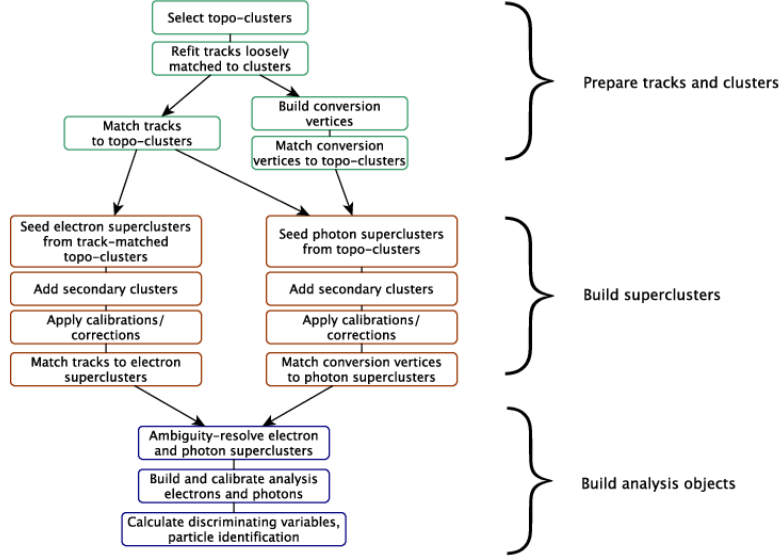 Select topo-clusters
Refit tracks loosely
matched to clusters
Prepare tracks and clusters
Build conversion
vertices
Match tracks
to topo-clusters
Match conversion
vertices to topo-clusters
Seed electron superclusters
from track-matched
topo-clusters
Seed photon superclusters
from topo-clusters
Add secondary clusters
Add secondary clusters
Build superclusters
Apply calibrations/
corrections
Apply calibrations/
corrections
Match tracks to electron
superclusters
Match conversion vertices
to photon superclusters
Ambiguity-resolve electron
and photon superclusters
Build and calibrate analysis
electrons and photons
Build analysis objects
Calculate discriminating variables,
particle identification